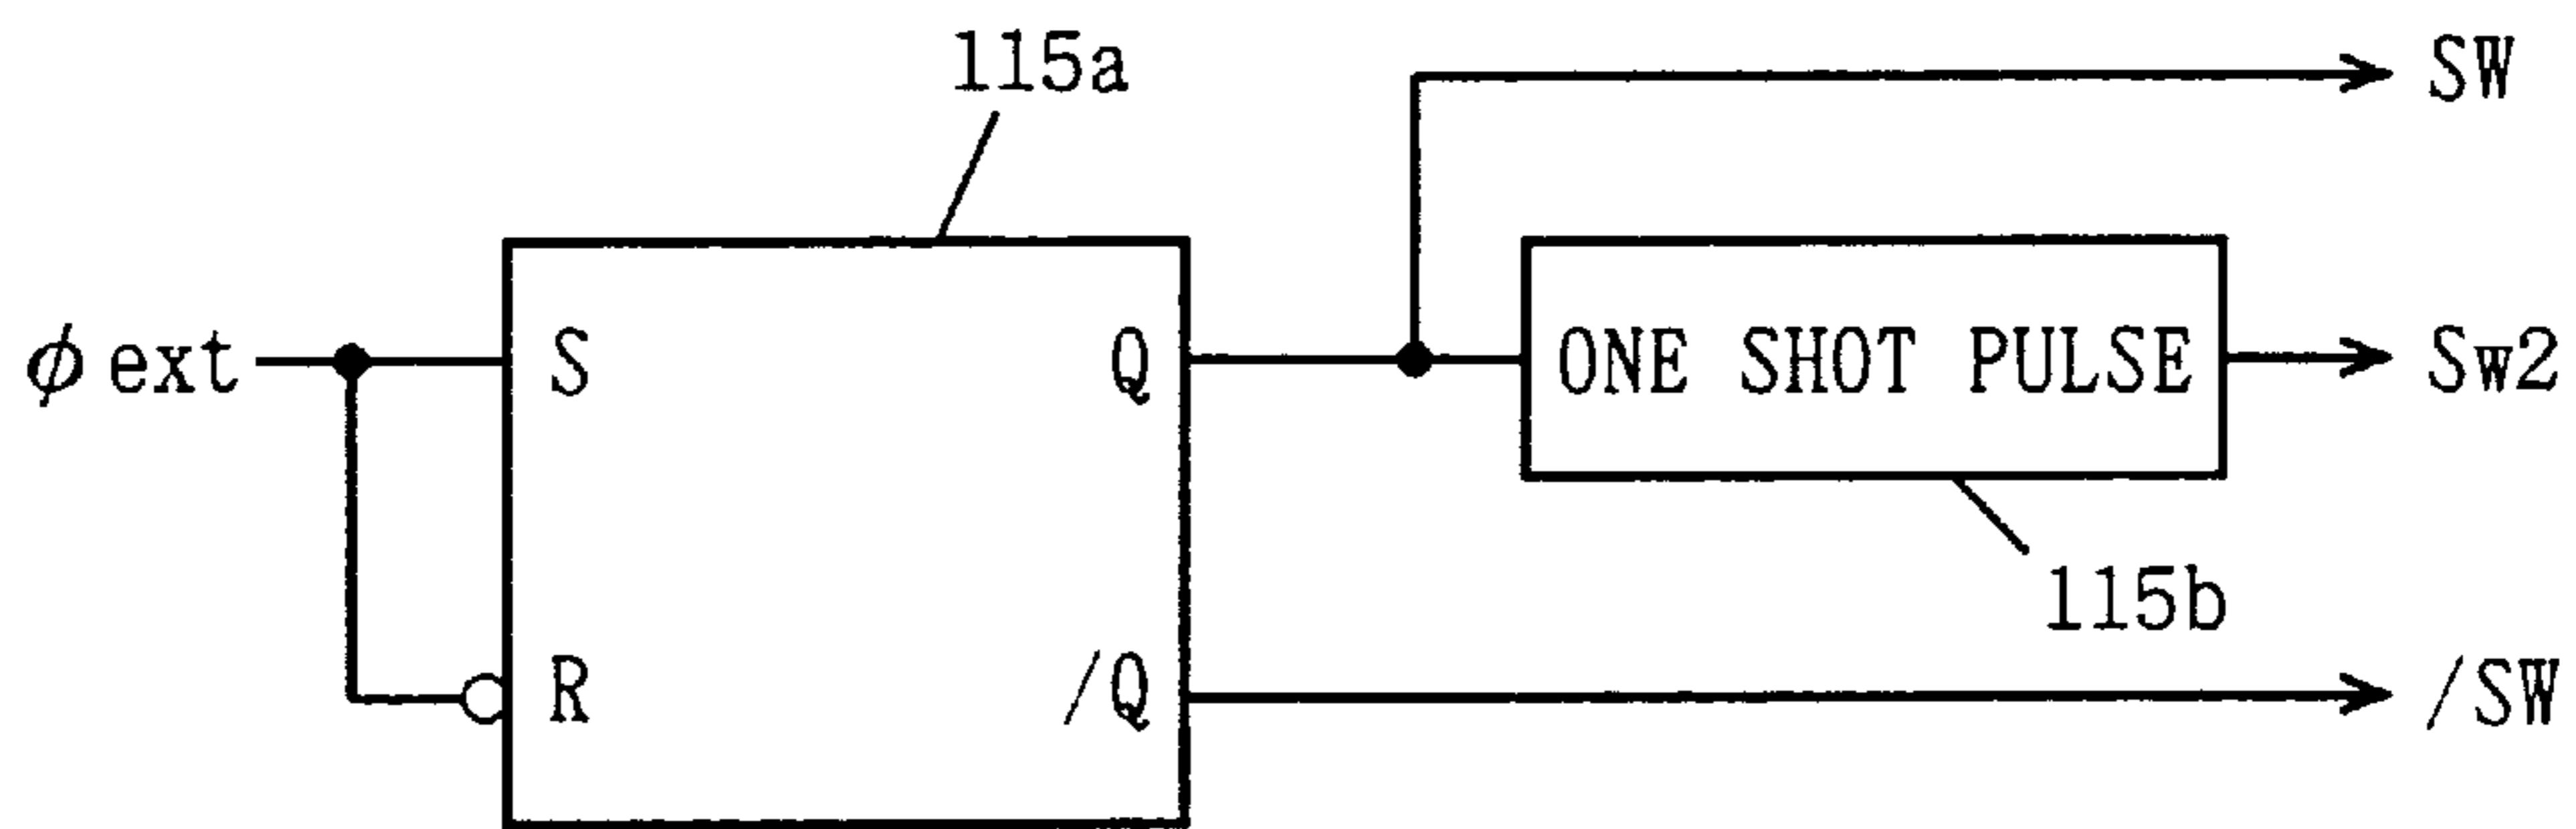 115a
SW
φext
S
Q
ONE SHOT PULSE
Sw2
115b
R
/Q
/SW